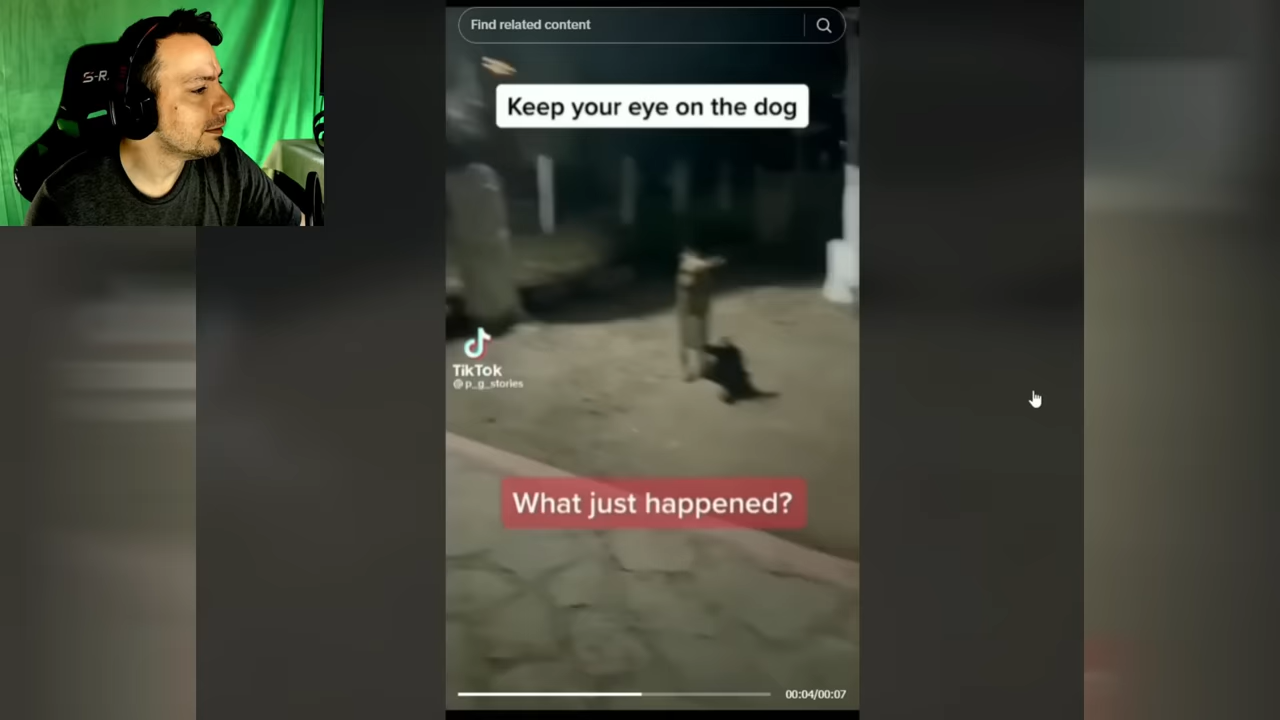 Find related content
S-R.
Keep your eye on the dog
TikTok
@p_g_stories
What just happened?
00:04/00:07